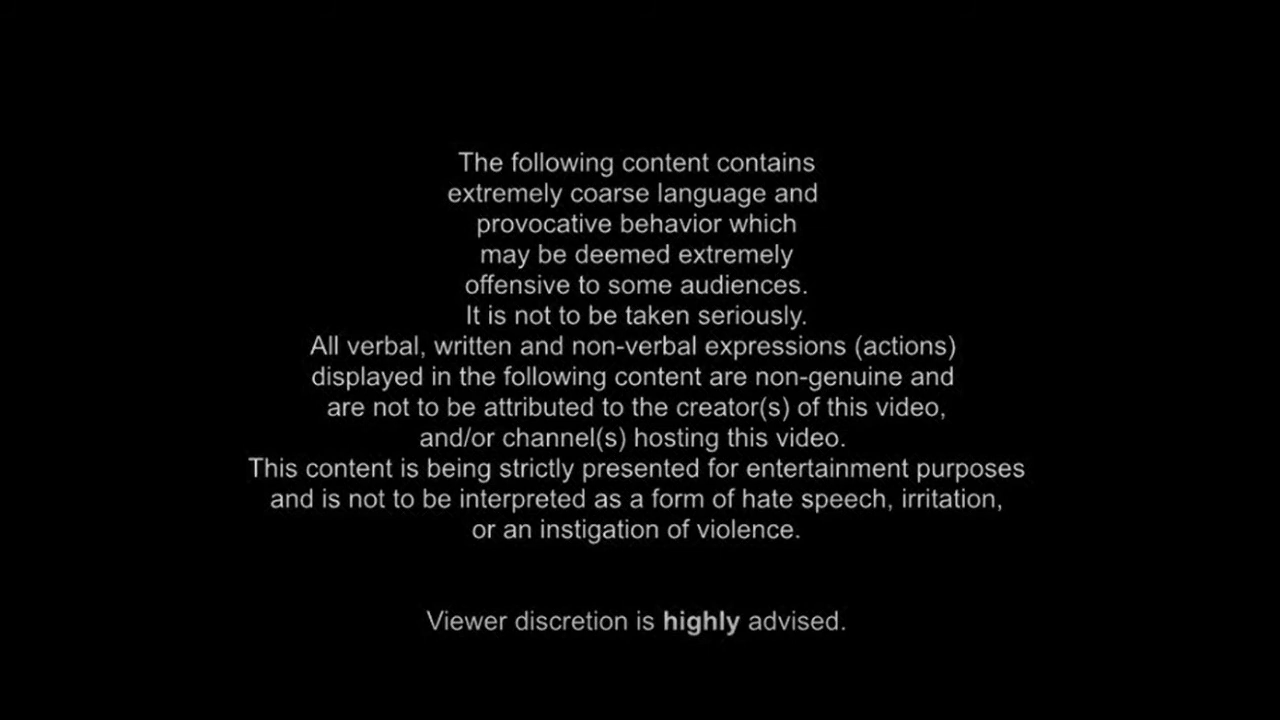 The following content contains
extremely coarse language and
provocative behavior which
may be deemed extremely
offensive to some audiences.
It is not to be taken seriously.
All verbal, written and non-verbal expressions (actions)
displayed in the following content are non-genuine and
are not to be attributed to the creator(s) of this video,
and/or channel(s) hosting this video.
This content is being strictly presented for entertainment purposes
and is not to be interpreted as a form of hate speech, irritation,
or an instigation of violence.
Viewer discretion is highly advised.